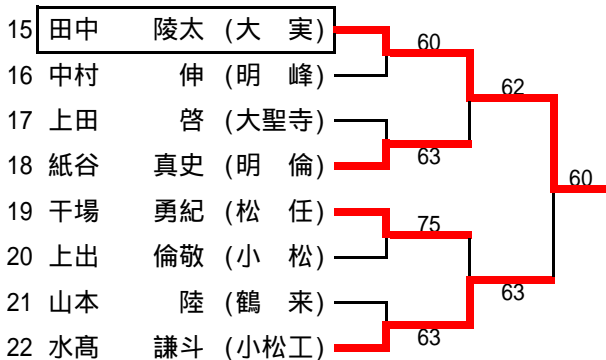 15 田中 陵太 (大 実)
60
16 中村 伸 (明 峰)
62
17 上田 啓 (大聖寺)
63
18 紙谷 真史 (明 倫)
60
19 干場 勇紀 (松 任)
75
20 上出 倫敬 (小 松)
63
21 山本 陸 (鶴 来)
63
22 水髙 謙斗 (小松工)